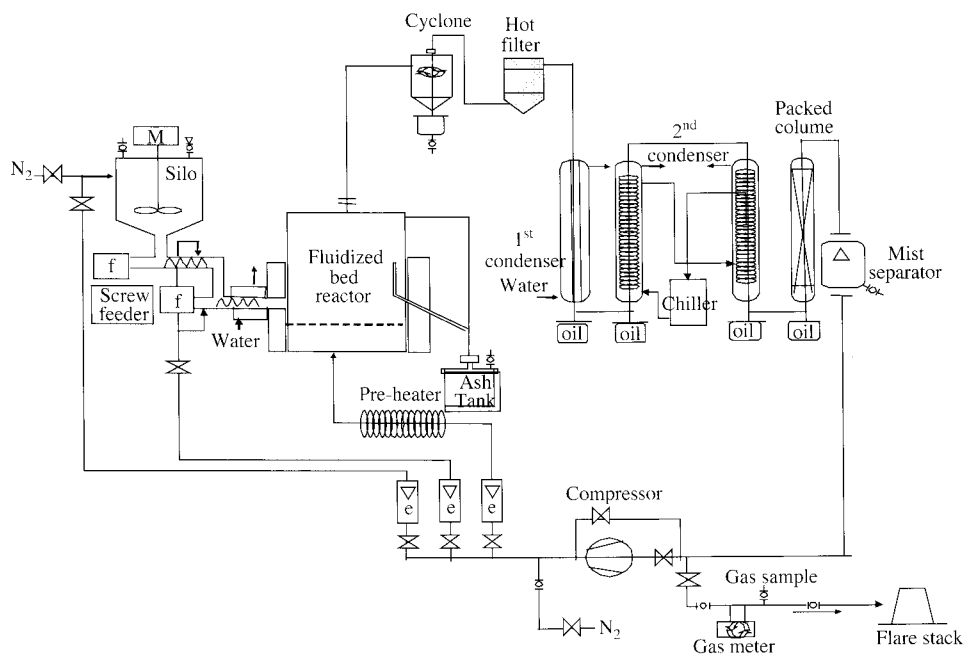 Cyclone
Hot
filter
Packed
colume
2nd
condenser
M
N2
Silo
f
Screw
feeder
f
Water
Fluidized
bed
reactor
1st
condenser
Water
Chiller
Mist
separator
oil
oil
oil
oil
Ash
Tank
Pre-heater
e
e
e
Compressor
Gas sample
N2
Gas meter
Flare stack